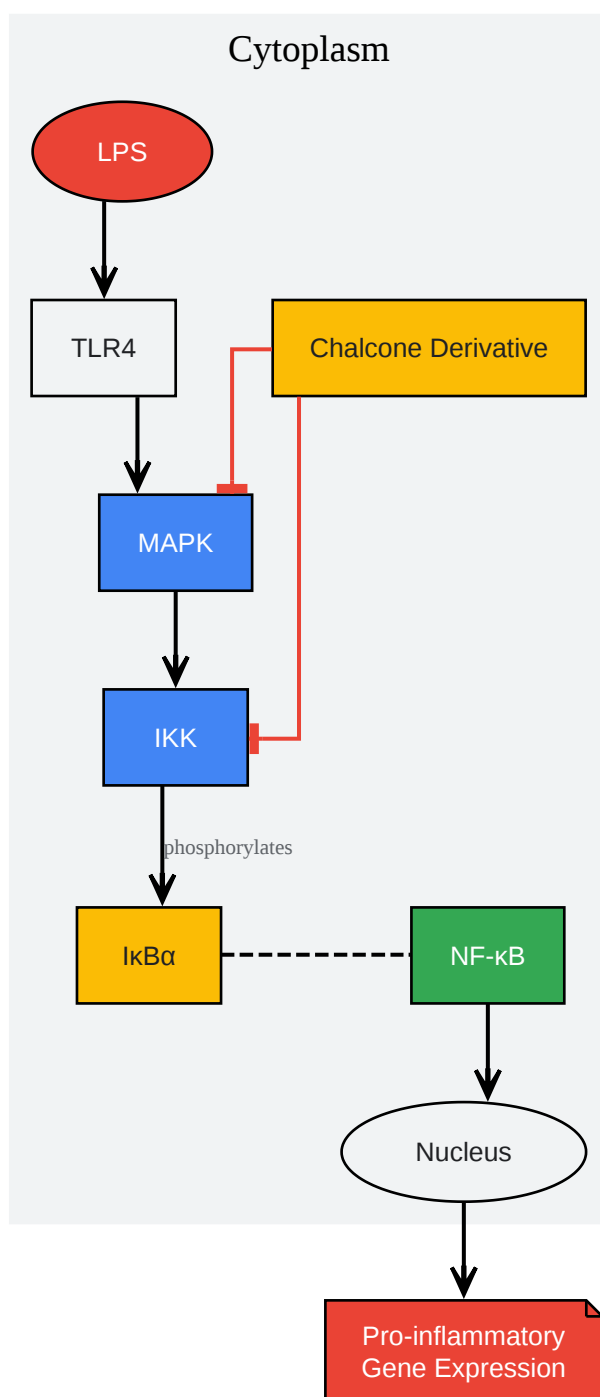 Cytoplasm
LPS
TLR4
Chalcone Derivative
MAPK
IKK
phosphorylates
IκBα
NF-κB
Nucleus
Pro-inflammatory
Gene Expression